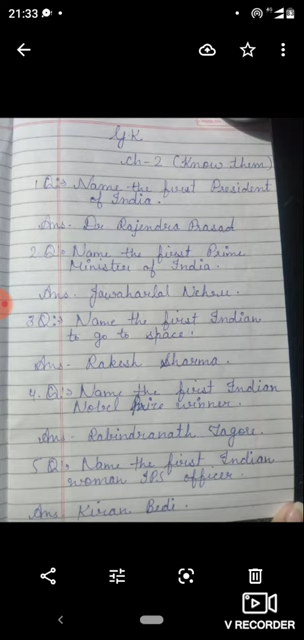 21:33
G.K
Ch-2 (Know them)
1.Q:→ Name the first President
of India.
Ans. Dr Rajendra Prasad
2.Q:→ Name the first Prime
Minister of India.
Ans. Jawaharlal Nehru.
3.Q:→ Name the first Indian
to go to space.
Ans- Rakesh Sharma.
4.Q:→ Name the first Indian
Nobel Prize winner.
Ans- Rabindranath Tagore.
5.Q:→ Name the first Indian
woman IPS officer.
Ans Kiran Bedi.
V RECORDER